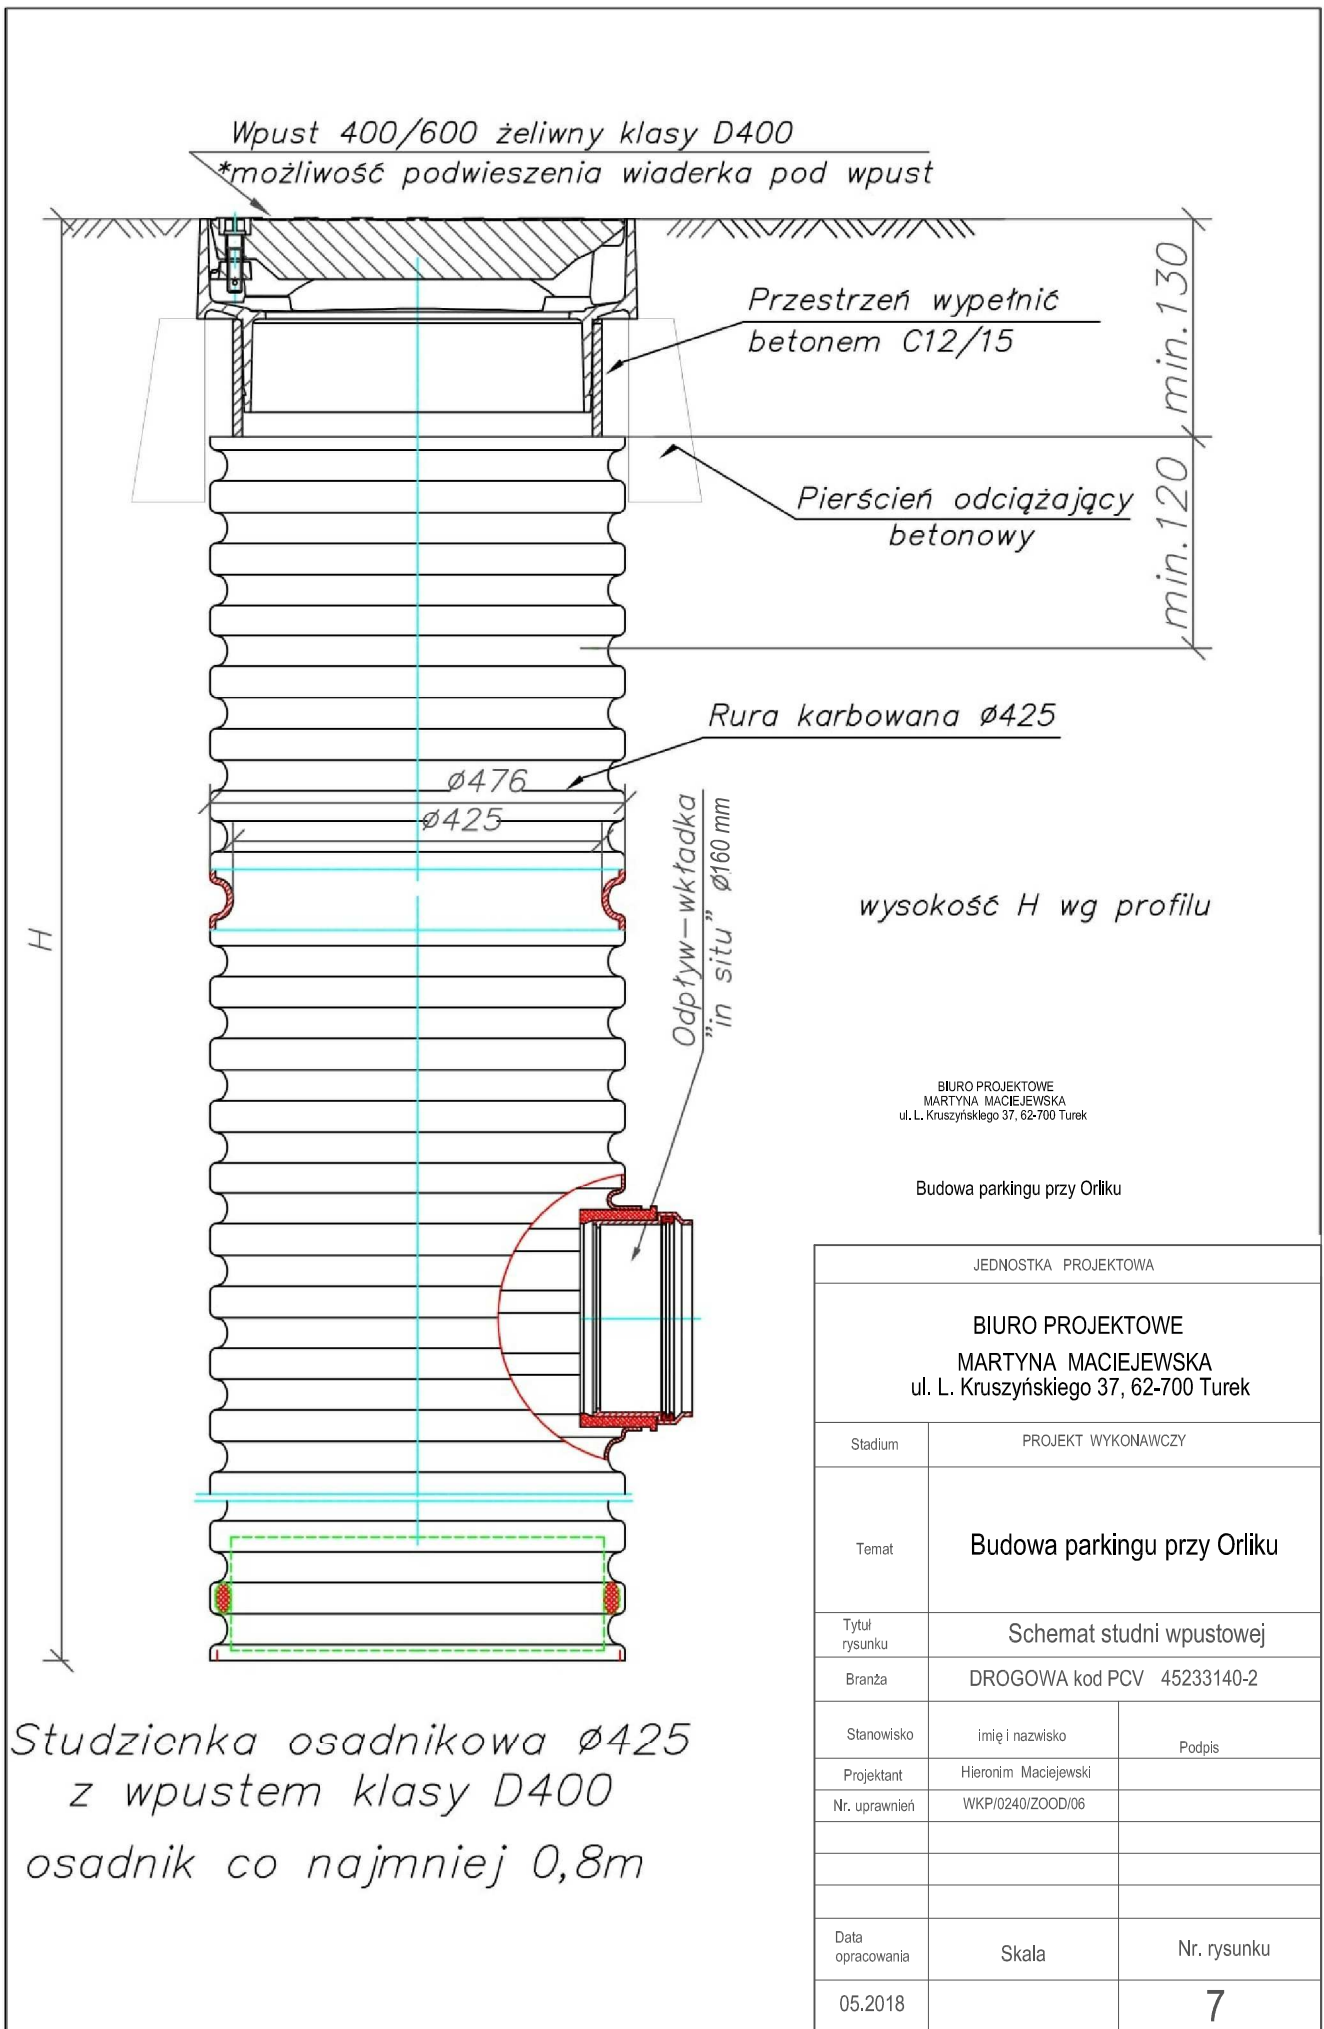 Wpust 400/600 żeliwny klasy D400
*możliwość podwieszenia wiaderka pod wpust
Przestrzeń wypełnić
betonem C12/15
min.130
Pierścień odciążający
betonowy
min.120
Rura karbowana ø425
ø476
ø425
Odpływ-wkładka
"in situ" Ø160 mm
H
wysokość H wg profilu
BIURO PROJEKTOWE
MARTYNA MACIEJEWSKA
ul. L. Kruszyńskiego 37, 62-700 Turek
Budowa parkingu przy Orliku
JEDNOSTKA PROJEKTOWA
BIURO PROJEKTOWE
MARTYNA MACIEJEWSKA
ul. L. Kruszyńskiego 37, 62-700 Turek
Stadium PROJEKT WYKONAWCZY
Temat Budowa parkingu przy Orliku
Tytuł
rysunku Schemat studni wpustowej
Branża DROGOWA kod PCV 45233140-2
Stanowisko imię i nazwisko Podpis
Projektant Hieronim Maciejewski
Nr. uprawnień WKP/0240/ZOOD/06
Data
opracowania Skala Nr. rysunku
05.2018 7
Studzienka osadnikowa ø425
z wpustem klasy D400
osadnik co najmniej 0,8m